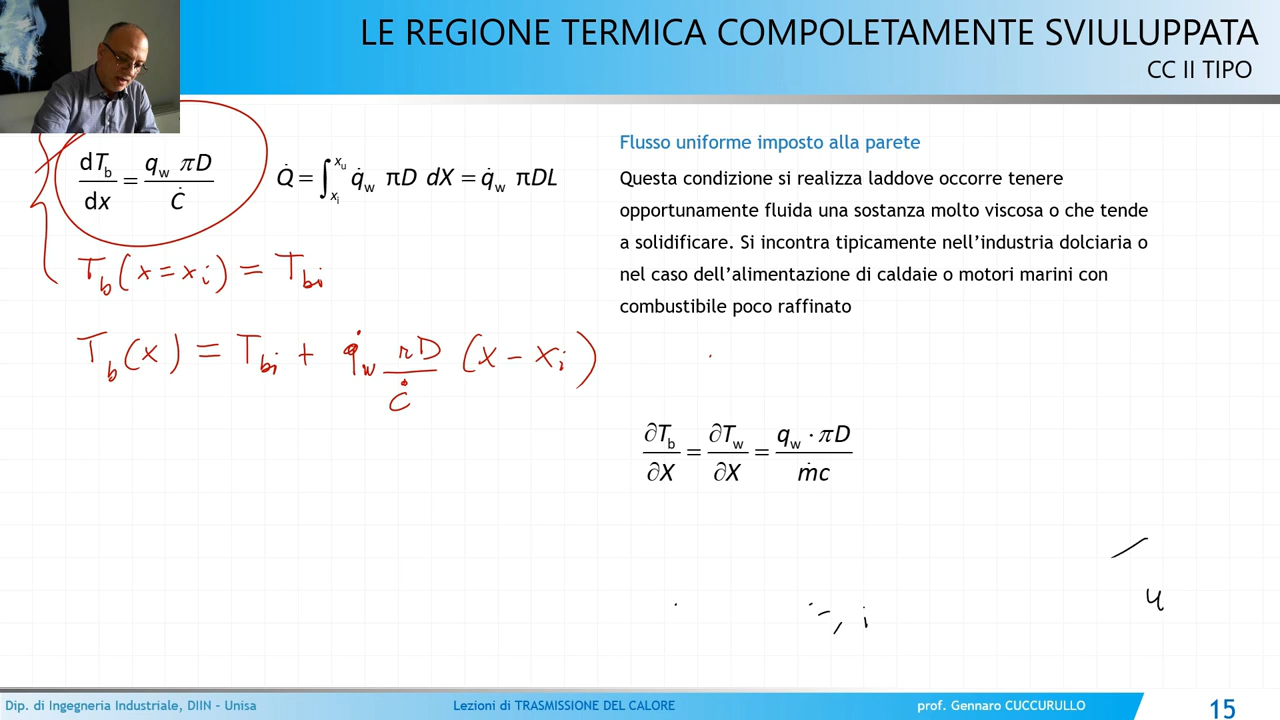 LE REGIONE TERMICA COMPOLETAMENTE SVIULUPPATA
CC II TIPO
dT_b/dx = q_w πD/Ċ
Q̇ = ∫_{x_i}^{x_u} q̇_w πD dX = q̇_w πDL
T_b(x=x_i) = T_bi
T_b(x) = T_bi + q̇_w πD/Ċ (x - x_i)
Flusso uniforme imposto alla parete
Questa condizione si realizza laddove occorre tenere
opportunamente fluida una sostanza molto viscosa o che tende
a solidificare. Si incontra tipicamente nell'industria dolciaria o
nel caso dell'alimentazione di caldaie o motori marini con
combustibile poco raffinato
∂T_b/∂X = ∂T_w/∂X = q_w · πD/ṁc
Dip. di Ingegneria Industriale, DIIN - Unisa
Lezioni di TRASMISSIONE DEL CALORE
prof. Gennaro CUCCURULLO
15